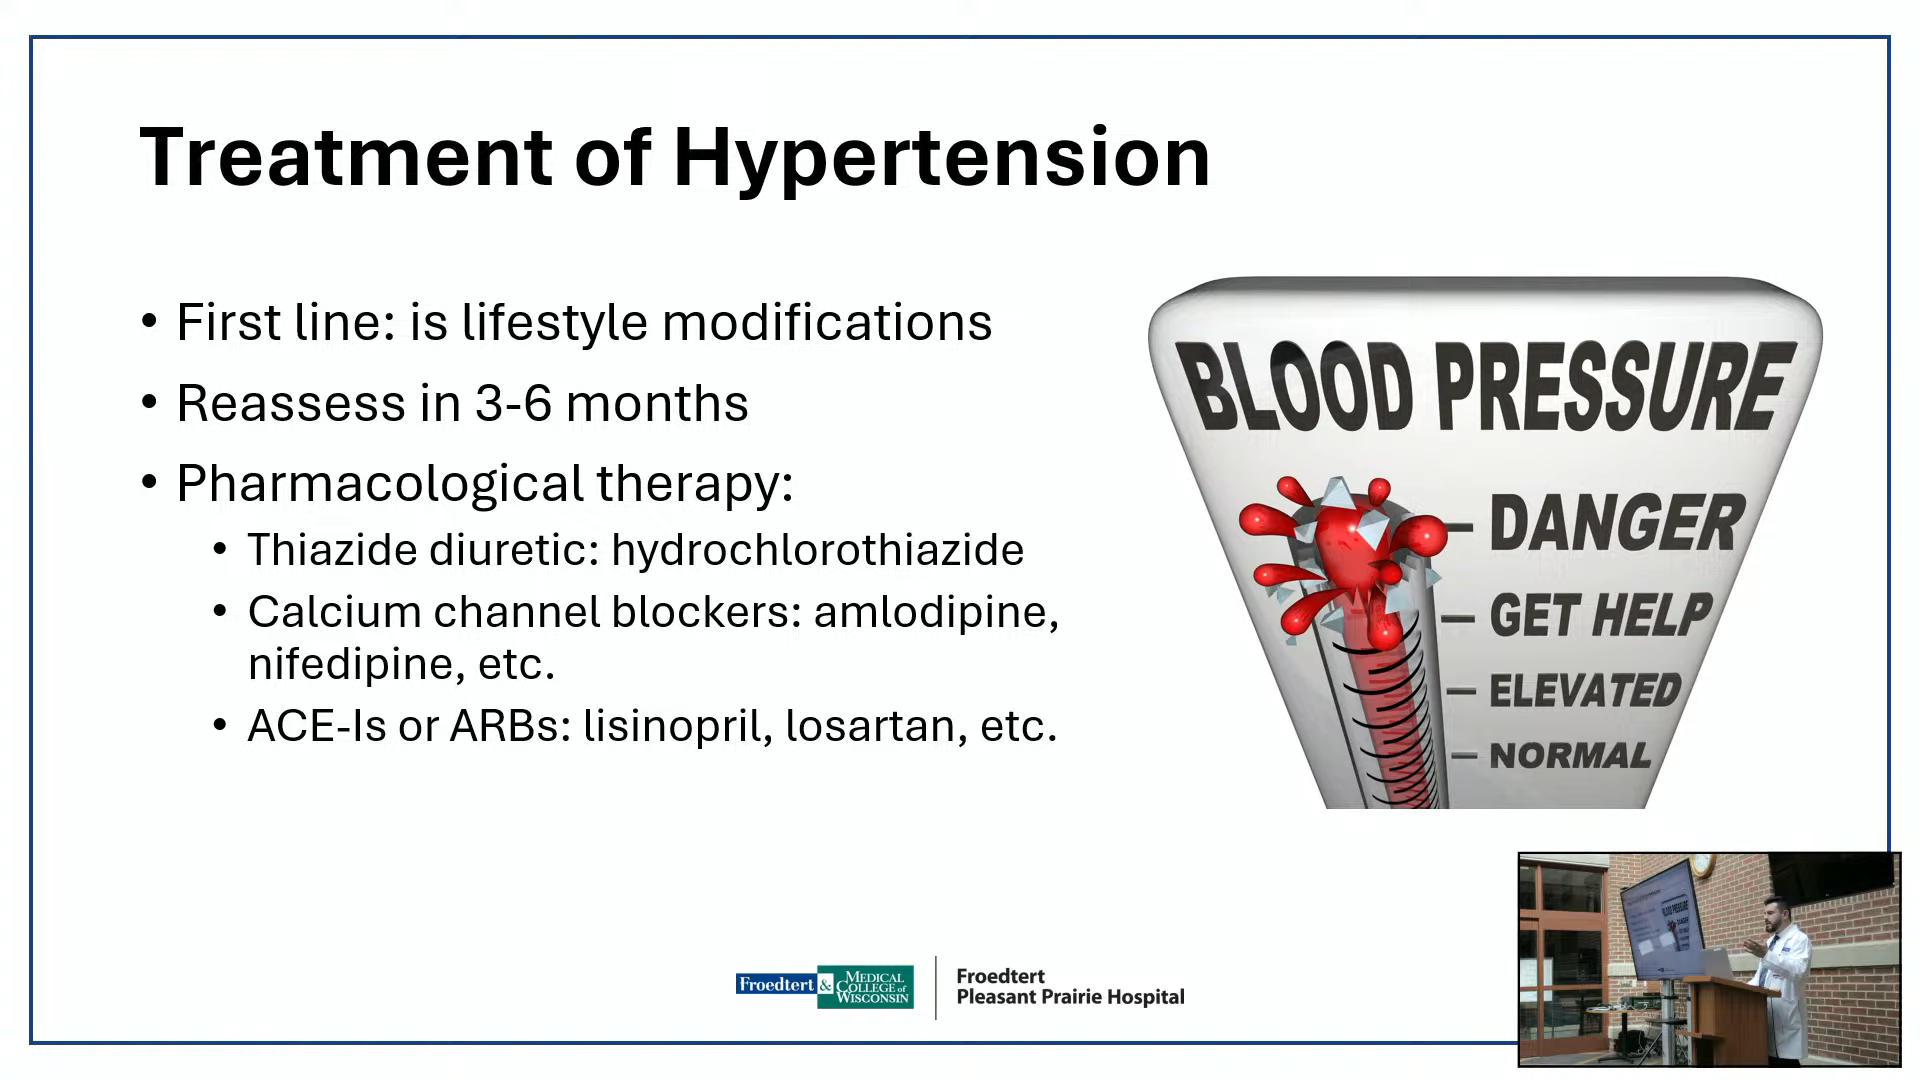 Treatment of Hypertension
• First line: is lifestyle modifications
• Reassess in 3-6 months
• Pharmacological therapy:
• Thiazide diuretic: hydrochlorothiazide
• Calcium channel blockers: amlodipine,
nifedipine, etc.
• ACE-Is or ARBs: lisinopril, losartan, etc.
BLOOD PRESSURE
DANGER
GET HELP
ELEVATED
NORMAL
Froedtert & MEDICAL
COLLEGE of
WISCONSIN
Froedtert
Pleasant Prairie Hospital
BLOOD PRESSURE